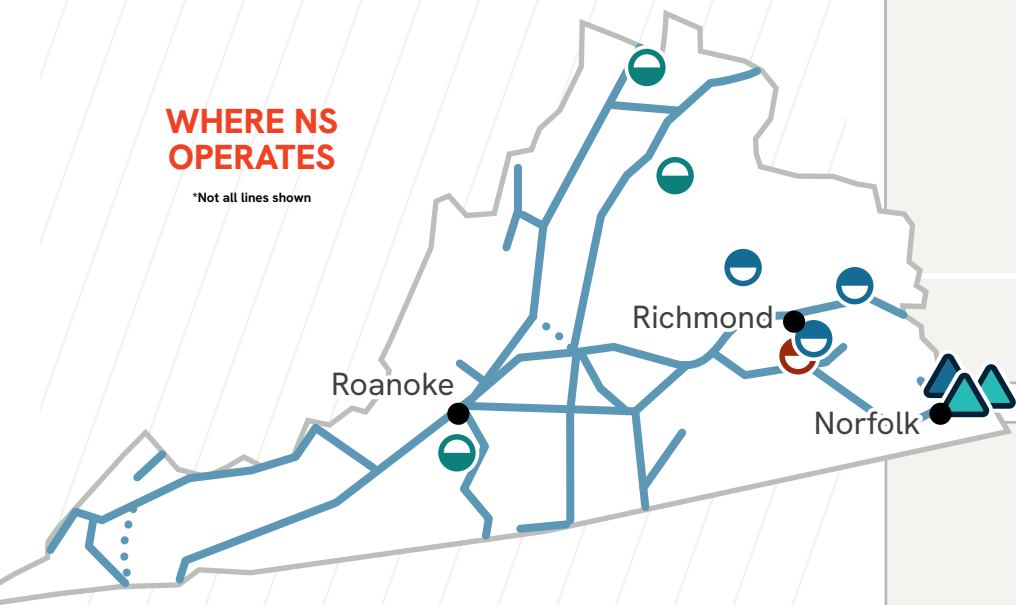 WHERE NS
OPERATES
*Not all lines shown
Richmond
Roanoke
Norfolk